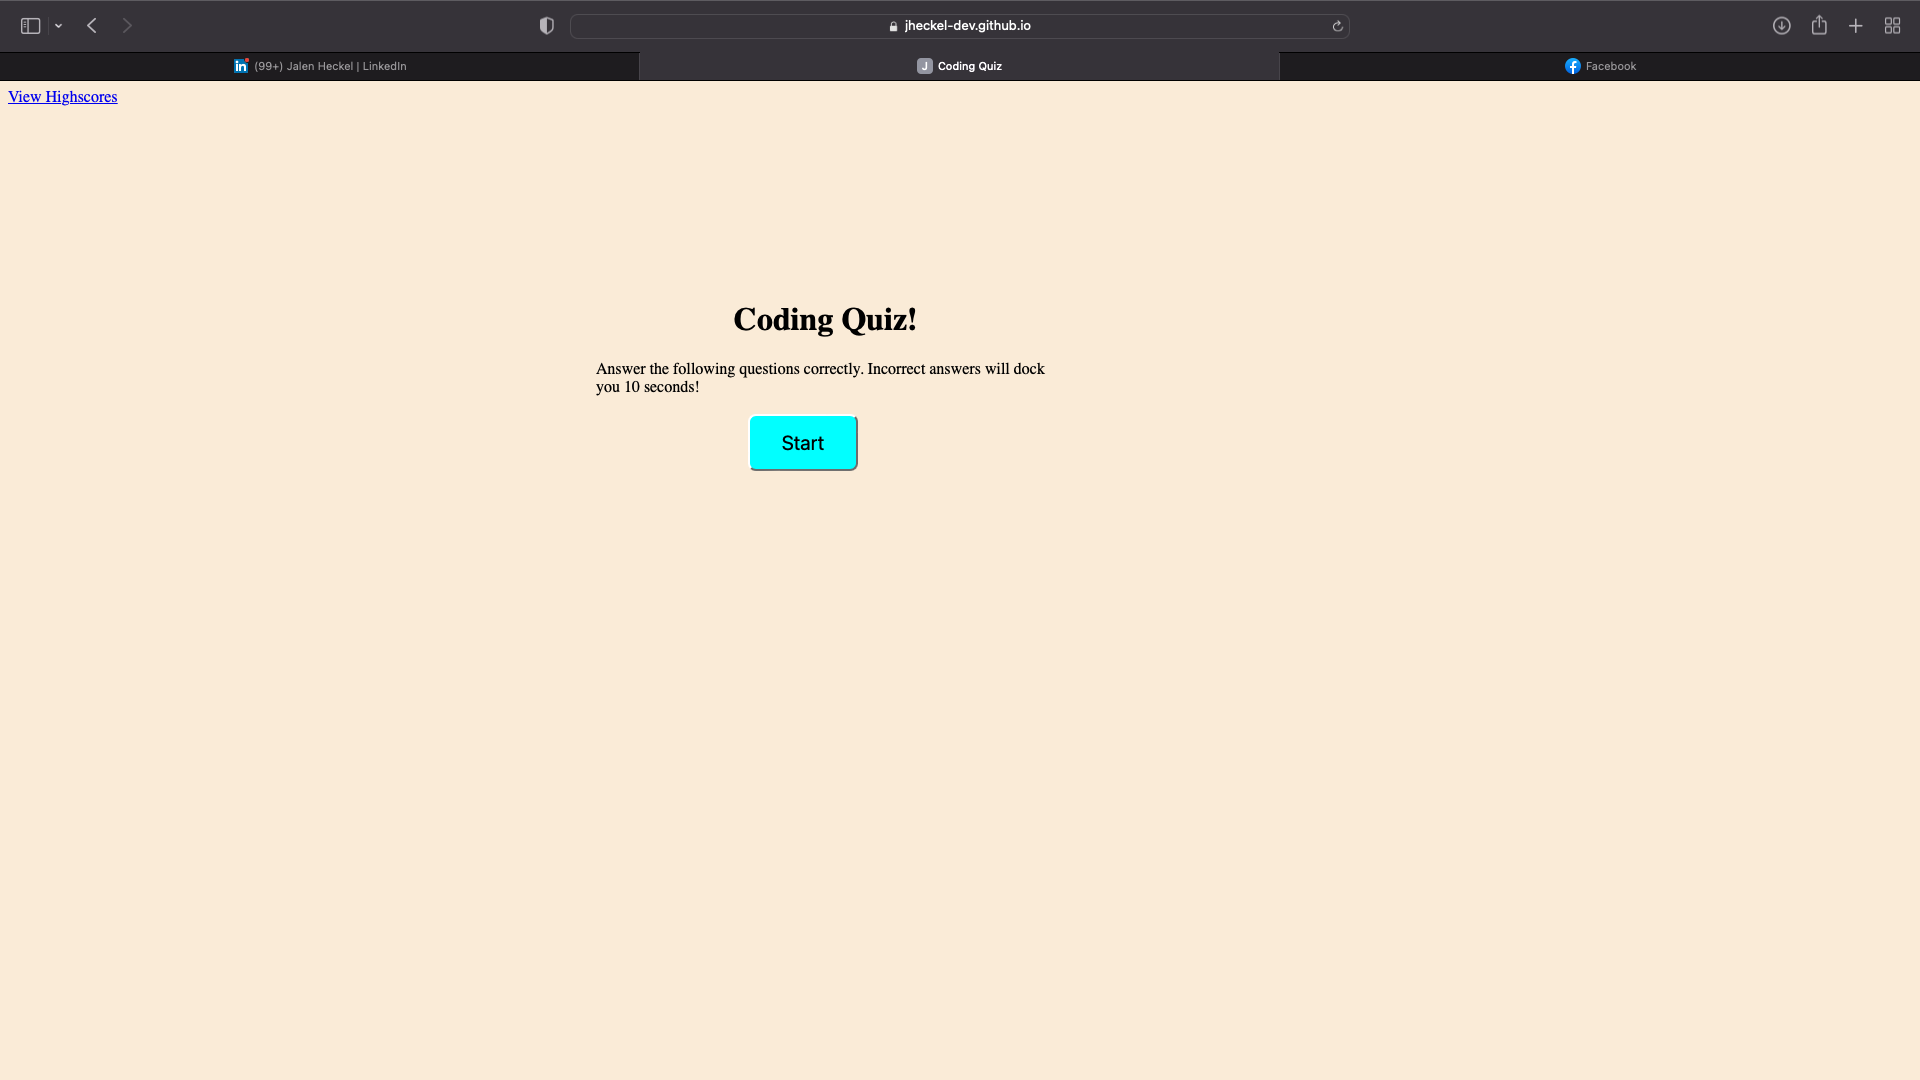 jheckel-dev.github.io
(99+) Jalen Heckel | LinkedIn
J Coding Quiz
Facebook
View Highscores
Coding Quiz!
Answer the following questions correctly. Incorrect answers will dock
you 10 seconds!
Start